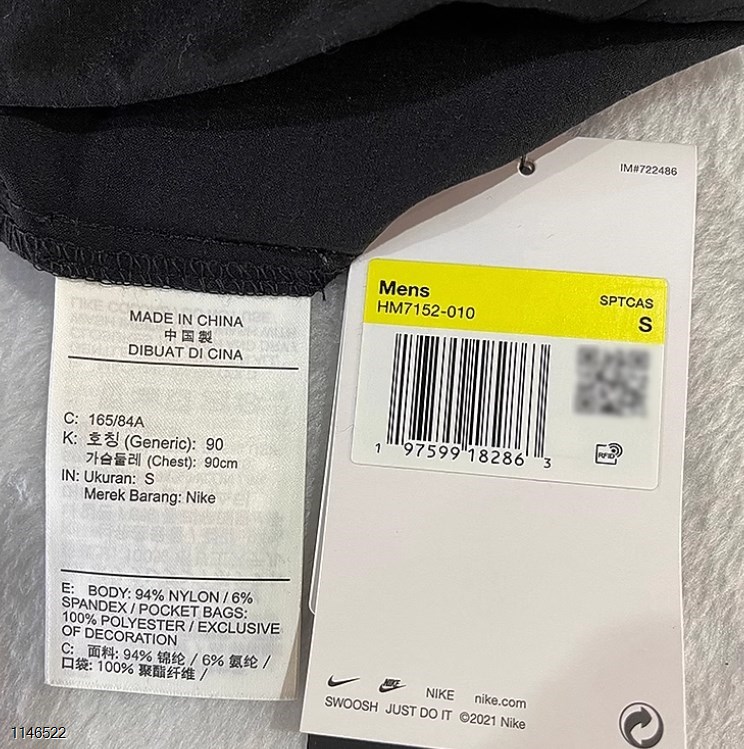 IM#722486
Mens
HM7152-010
SPTCAS
S
1 97599 18286 3
RFID
MADE IN CHINA
中国製
DIBUAT DI CINA
C: 165/84A
K: 호칭 (Generic): 90
가슴둘레 (Chest): 90cm
IN: Ukuran: S
Merek Barang: Nike
E: BODY: 94% NYLON / 6%
SPANDEX / POCKET BAGS:
100% POLYESTER / EXCLUSIVE
OF DECORATION
C: 面料: 94% 锦纶 / 6% 氨纶 /
口袋: 100% 聚酯纤维 /
NIKE nike.com
SWOOSH JUST DO IT ©2021 Nike
1146522